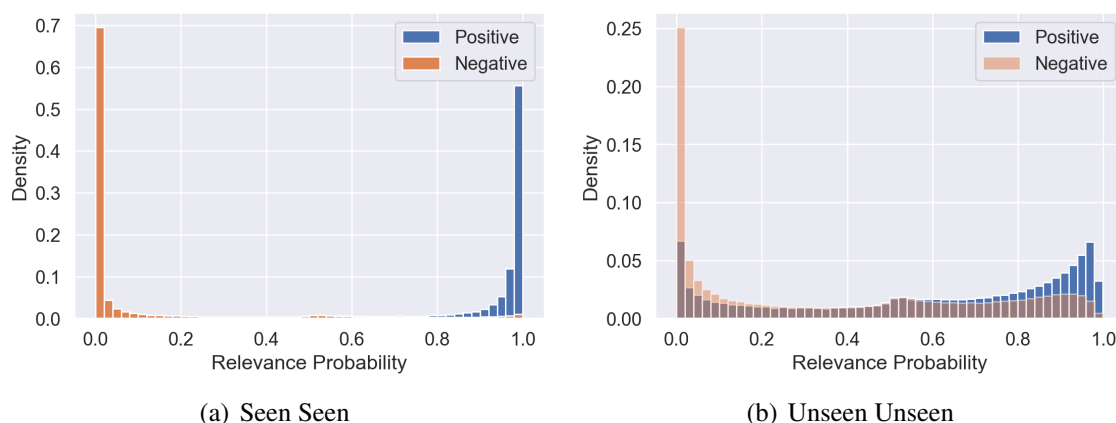 0.7
0.6
0.5
0.4
0.3
0.2
0.1
0.0
Density
Positive
Negative
0.0 0.2 0.4 0.6 0.8 1.0
Relevance Probability
(a) Seen Seen
0.25
0.20
0.15
0.10
0.05
0.00
Density
Positive
Negative
0.0 0.2 0.4 0.6 0.8 1.0
Relevance Probability
(b) Unseen Unseen